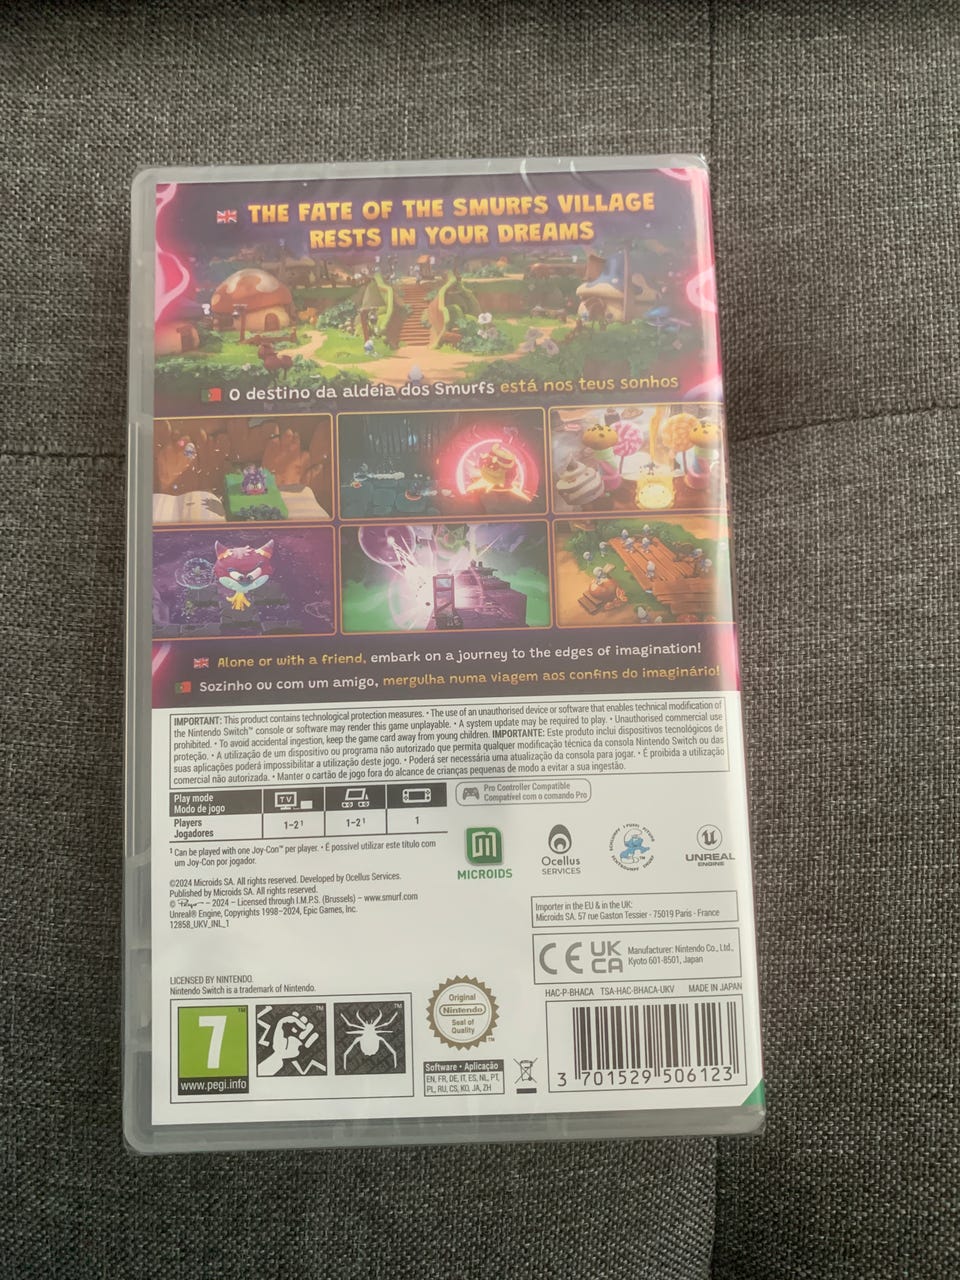 THE FATE OF THE SMURFS VILLAGE
RESTS IN YOUR DREAMS
O destino da aldeia dos Smurfs está nos teus sonhos
Alone or with a friend, embark on a journey to the edges of imagination!
Sozinho ou com um amigo, mergulha numa viagem aos confins do imaginário!
IMPORTANT: This product contains technological protection measures. • The use of an unauthorised device or software that enables technical modification of
the Nintendo Switch™ console or software may render this game unplayable. • A system update may be required to play. • Unauthorised commercial use
prohibited. • To avoid accidental ingestion, keep the game card away from young children. IMPORTANTE: Este produto inclui dispositivos tecnológicos de
proteção. • A utilização de um dispositivo ou programa não autorizado que permita qualquer modificação técnica da consola Nintendo Switch ou das
suas aplicações poderá impossibilitar a utilização deste jogo. • Poderá ser necessária uma atualização da consola para jogar. • É proibida a utilização
comercial não autorizada. • Manter o cartão de jogo fora do alcance de crianças pequenas de modo a evitar a sua ingestão.
Play mode
Modo de jogo
TV
Players
Jogadores
1-2¹
1-2¹
1
Pro Controller Compatible
Compatível com o comando Pro
¹ Can be played with one Joy-Con™ per player. • É possível utilizar este título com
um Joy-Con por jogador.
MICROIDS
Ocellus
SERVICES
UNREAL
ENGINE
©2024 Microids SA. All rights reserved. Developed by Ocellus Services.
Published by Microids SA. All rights reserved.
© Peyo – 2024 – Licensed through I.M.P.S. (Brussels) – www.smurf.com
Unreal® Engine, Copyrights 1998–2024, Epic Games, Inc.
12858_UKV_INL_1
Importer in the EU & in the UK:
Microids SA. 57 rue Gaston Tessier - 75019 Paris - France
CE
UK
CA
Manufacturer: Nintendo Co., Ltd.,
Kyoto 601-8501, Japan
LICENSED BY NINTENDO.
Nintendo Switch is a trademark of Nintendo.
HAC-P-BHACA TSA-HAC-BHACA-UKV MADE IN JAPAN
7
www.pegi.info
Original
Nintendo
Seal of
Quality
Software • Aplicação
EN, FR, DE, IT, ES, NL, PT,
PL, RU, CS, KO, JA, ZH
3 701529 506123